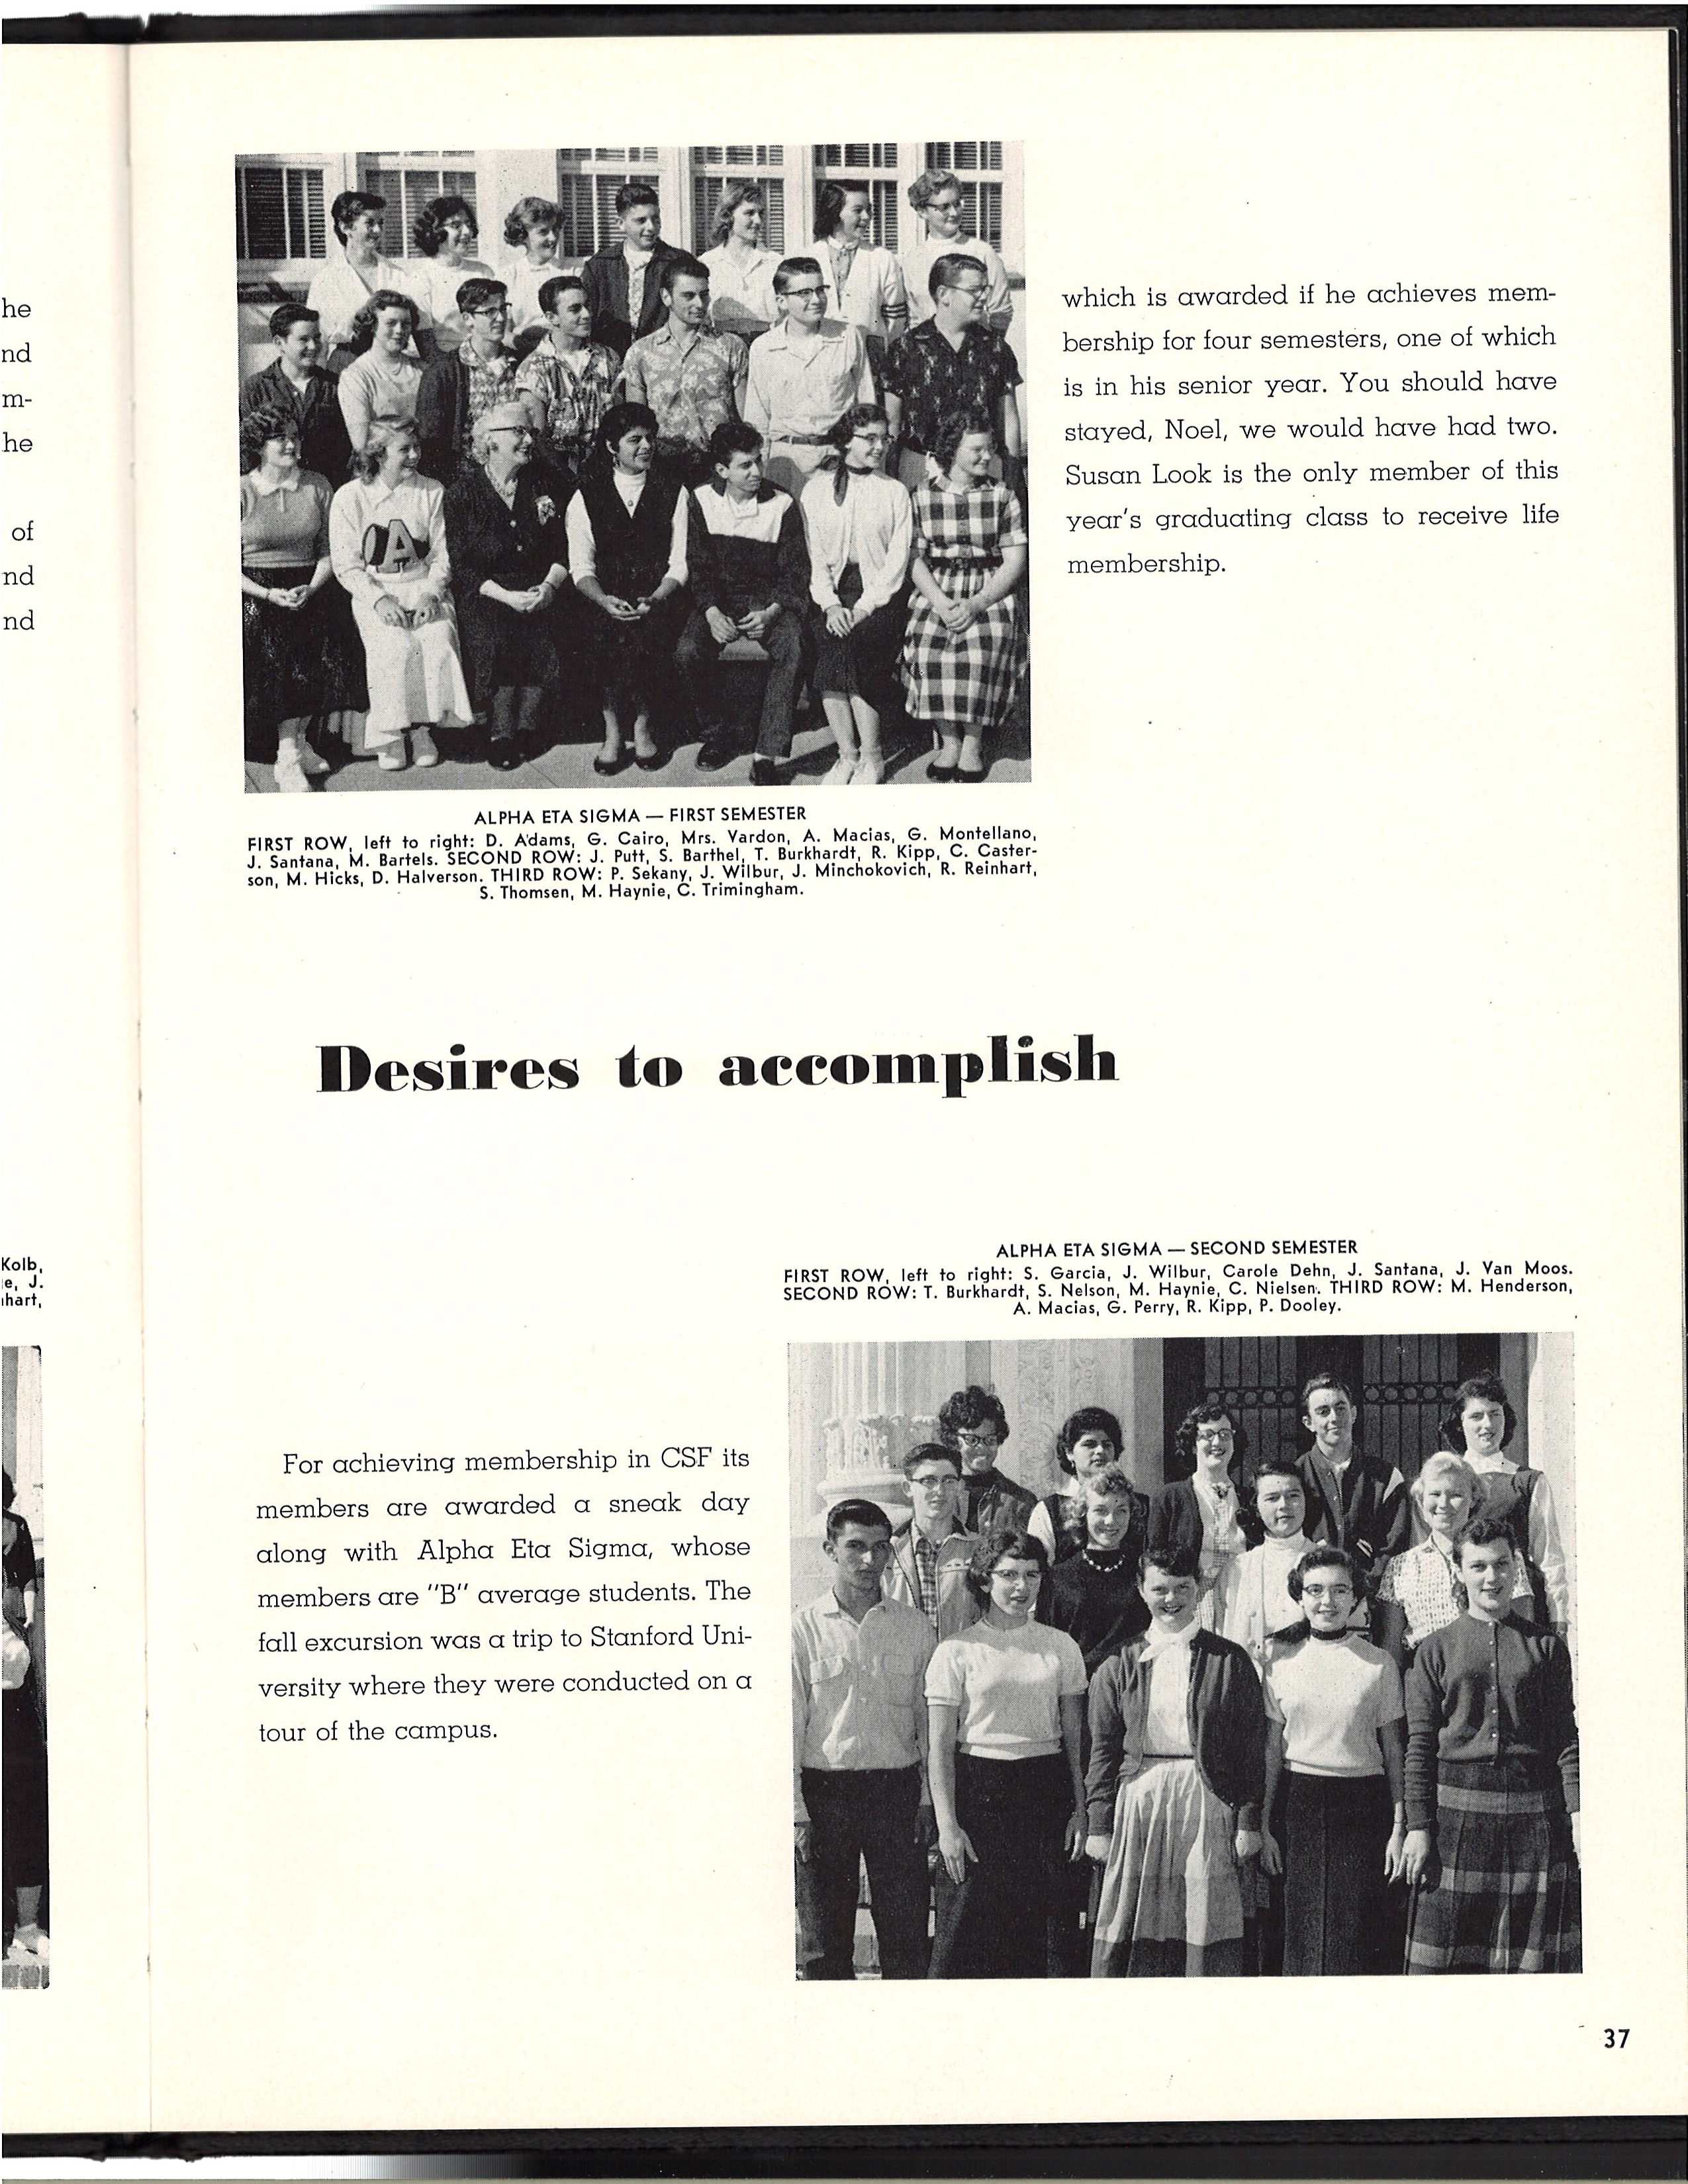 he
nd
m-
he
of
nd
nd
Kolb,
e, J.
hart,
which is awarded if he achieves mem-
bership for four semesters, one of which
is in his senior year. You should have
stayed, Noel, we would have had two.
Susan Look is the only member of this
year's graduating class to receive life
membership.
A
ALPHA ETA SIGMA — FIRST SEMESTER
FIRST ROW, left to right: D. Adams, G. Cairo, Mrs. Vardon, A. Macias, G. Montellano,
J. Santana, M. Bartels. SECOND ROW: J. Putt, S. Barthel, T. Burkhardt, R. Kipp, C. Caster-
son, M. Hicks, D. Halverson. THIRD ROW: P. Sekany, J. Wilbur, J. Minchokovich, R. Reinhart,
S. Thomsen, M. Haynie, C. Trimingham.
Desires to accomplish
ALPHA ETA SIGMA — SECOND SEMESTER
FIRST ROW, left to right: S. Garcia, J. Wilbur, Carole Dehn, J. Santana, J. Van Moos.
SECOND ROW: T. Burkhardt, S. Nelson, M. Haynie, C. Nielsen. THIRD ROW: M. Henderson,
A. Macias, G. Perry, R. Kipp, P. Dooley.
For achieving membership in CSF its
members are awarded a sneak day
along with Alpha Eta Sigma, whose
members are "B" average students. The
fall excursion was a trip to Stanford Uni-
versity where they were conducted on a
tour of the campus.
37